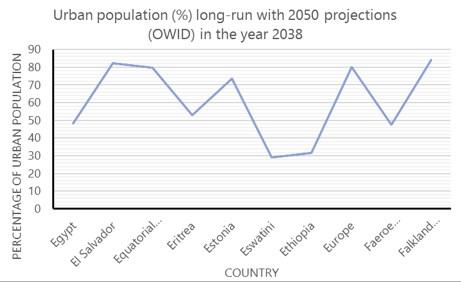 Urban population (%) long-run with 2050 projections
(OWID) in the year 2038
PERCENTAGE OF URBAN POPULATION
90
80
70
60
50
40
30
20
10
0
Egypt
El Salvador
Equatorial...
Eritrea
Estonia
Eswatini
Ethiopia
Europe
Faeroe...
Falkland...
COUNTRY